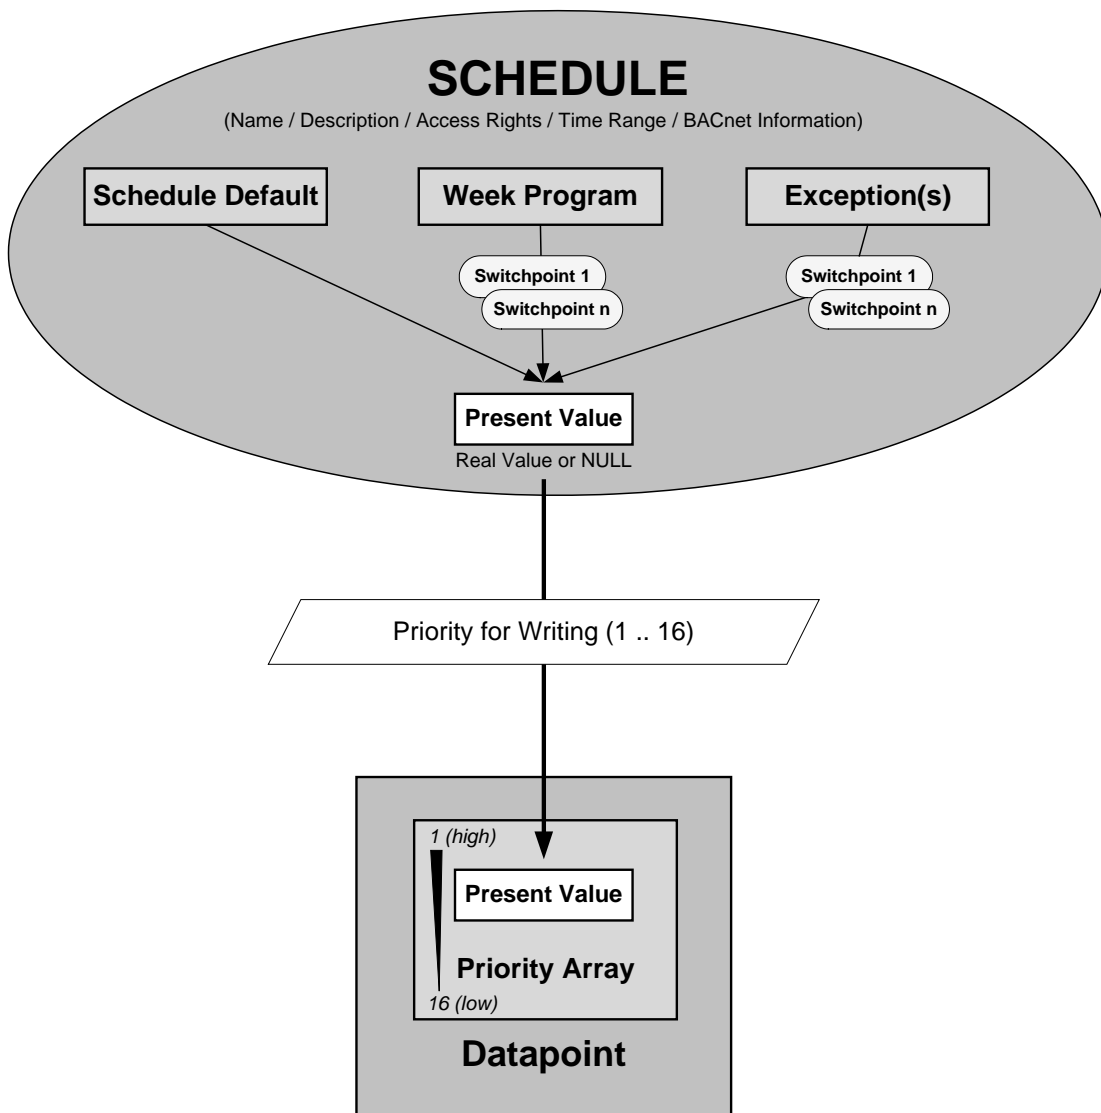 SCHEDULE
(Name / Description / Access Rights / Time Range / BACnet Information)
Schedule Default
Week Program
Exception(s)
Switchpoint 1
Switchpoint n
Switchpoint 1
Switchpoint n
Present Value
Real Value or NULL
Priority for Writing (1 .. 16)
1 (high)
Present Value
Priority Array
16 (low)
Datapoint